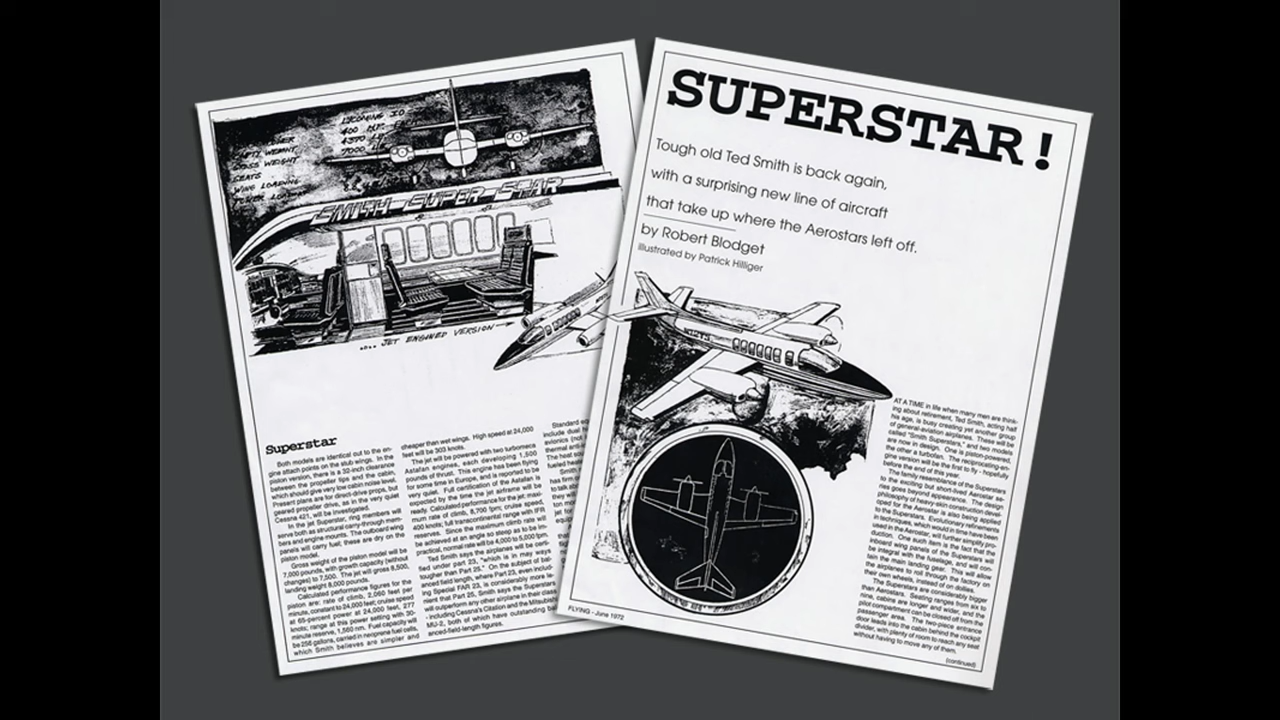 LYCOMING IO
400 H.P.
4370 L
7000 LB
SEATS
WING LOADING
SMITH SUPER STAR
.... JET ENGINED VERSION
Superstar
Both models are identical out to the en-
gine attach points on the stub wings. In the
piston version, there is a 32-inch clearance
between the propeller tips and the cabin,
which should give very low cabin noise level.
Present plans are for direct-drive props, but
geared propeller drive, as in the very quiet
Cessna 421, will be investigated.
In the jet Superstar, ring members will
serve both as structural carry-through mem-
bers and engine mounts. The outboard wing
panels will carry fuel; these are dry on the
piston model.
Gross weight of the piston model will be
7,000 pounds, with growth capacity (without
changes) to 7,500. The jet will gross 8,500,
landing weight 8,000 pounds.
Calculated performance figures for the
piston are: rate of climb, 2,060 feet per
minute, constant to 24,000 feet; cruise speed
at 65-percent power at 24,000 feet, 277
knots; range at this power setting with 30-
minute reserve, 1,560 nm. Fuel capacity will
be 256 gallons, carried in neoprene fuel cells,
which Smith believes are simpler and
cheaper than wet wings. High speed at 24,000
feet will be 303 knots.
The jet will be powered with two turbomeca
Astafan engines, each developing 1,500
pounds of thrust. This engine has been flying
for some time in Europe, and is reported to be
very quiet. Full certification of the Astafan is
expected by the time the jet airframe will be
ready. Calculated performance for the jet: maxi-
mum rate of climb, 8,700 fpm; cruise speed,
400 knots; full transcontinental range with IFR
reserves. Since the maximum climb rate will
be achieved at an angle so steep as to be im-
practical, normal rate will be 4,000 to 5,000 fpm.
Ted Smith says the airplanes will be certi-
fied under part 23, "which is in may ways
tougher than Part 25." On the subject of bal-
anced field length, where Part 23, even includ-
ing Special FAR 23, is considerably more le-
nient that Part 25, Smith says the Superstars
will outperform any other airplane in their class
- including Cessna's Citation and the Mitsubishi
MU-2, both of which have outstanding
anced-field-length figures.
Standard eq
include dual
avionics (not
thermal anti-
The heat
fueled hea
Smith
has firm
to talk
SUPERSTAR!
Tough old Ted Smith is back again,
with a surprising new line of aircraft
that take up where the Aerostars left off.
by Robert Blodget
illustrated by Patrick Hilliger
AT A TIME in life when many men are think-
ing about retirement, Ted Smith, acting half
his age, is busy creating yet another group
of general-aviation airplanes. These will be
called "Smith Superstars," and two models
are now in design. One is piston-powered,
the other a turbofan. The reciprocating-en-
gine version will be the first to fly - hopefully
before the end of this year.
The family resemblance of the Superstars
to the exciting but short-lived Aerostar se-
ries goes beyond appearance. The design
philosophy of heavy-skin construction devel-
oped for the Aerostar is also being applied
to the Superstars. Evolutionary refinements
in techniques, which would in time have been
used in the Aerostar, will further simplify pro-
duction. One such item is the fact that the
inboard wing panels of the Superstars will
be integral with the fuselage, and will con-
tain the main landing gear. This will allow
the airplanes to roll through the factory on
their own wheels, instead of on dollies.
The Superstars are considerably bigger
than Aerostars. Seating ranges from six to
nine, cabins are longer and wider, and the
pilot compartment can be closed off from the
passenger area. The two-piece entrance
door leads into the cabin behind the cockpit
divider, with plenty of room to reach any seat
without having to move any of them.
(continued)
FLYING - June 1972